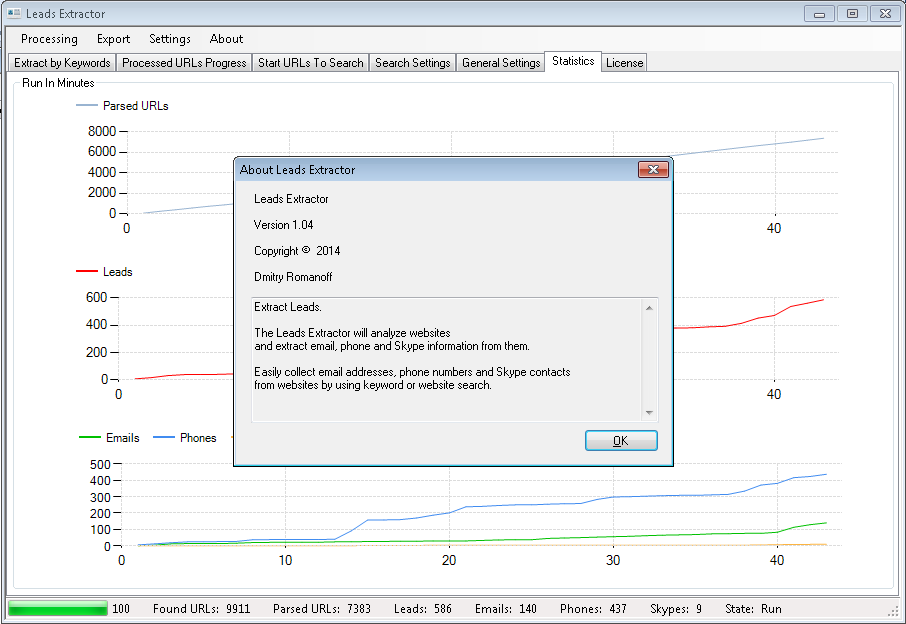 Leads Extractor
Processing Export Settings About
Extract by Keywords Processed URLs Progress Start URLs To Search Search Settings General Settings Statistics License
Run In Minutes
Parsed URLs
8000
6000
4000
2000
0
0 40
Leads
600
400
200
0
0 40
Emails Phones
500
400
300
200
100
0
0 10 20 30 40
About Leads Extractor
Leads Extractor
Version 1.04
Copyright © 2014
Dmitry Romanoff
Extract Leads.
The Leads Extractor will analyze websites
and extract email, phone and Skype information from them.
Easily collect email addresses, phone numbers and Skype contacts
from websites by using keyword or website search.
OK
100 Found URLs: 9911 Parsed URLs: 7383 Leads: 586 Emails: 140 Phones: 437 Skypes: 9 State: Run